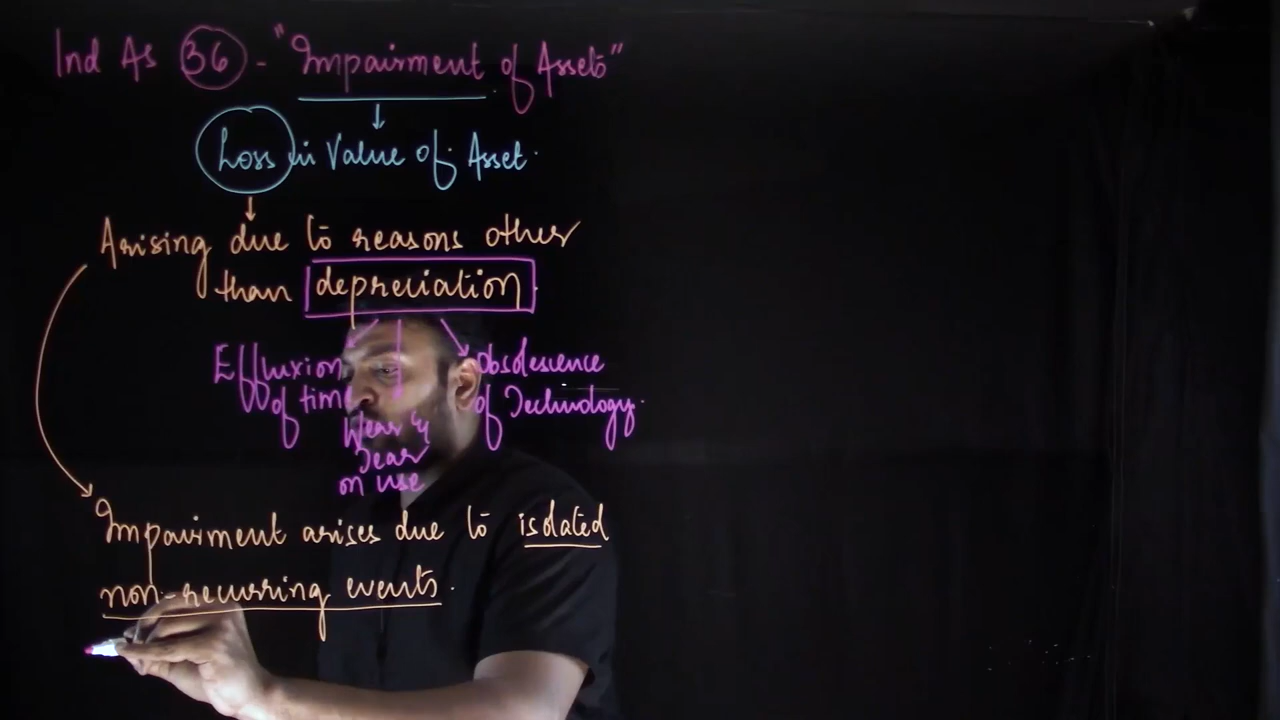 Ind As 36 - "Impairment of Assets"
Loss in Value of Asset.
Arising due to reasons other
than depreciation.
Effluxion
of time
Wear &
Tear
on use
Obsolescence
of Technology.
Impairment arises due to isolated
non-recurring events.